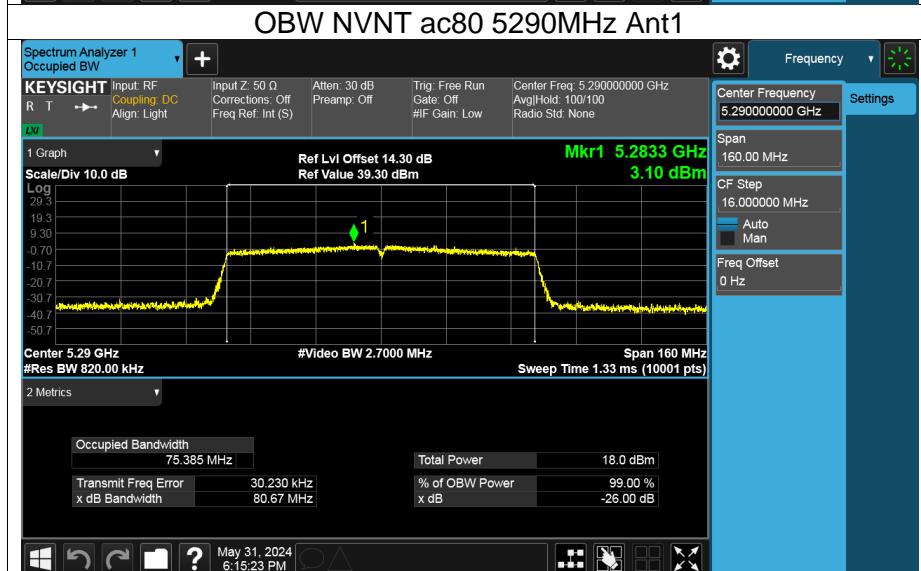 OBW NVNT ac80 5290MHz Ant1
Spectrum Analyzer 1
Occupied BW
+
Frequency
KEYSIGHT
R T
LXI
Input: RF
Coupling: DC
Align: Light
Input Z: 50 Ω
Corrections: Off
Freq Ref: Int (S)
Atten: 30 dB
Preamp: Off
Trig: Free Run
Gate: Off
#IF Gain: Low
Center Freq: 5.290000000 GHz
Avg|Hold: 100/100
Radio Std: None
Center Frequency
5.290000000 GHz
Settings
Span
160.00 MHz
CF Step
16.000000 MHz
Auto
Man
Freq Offset
0 Hz
1 Graph
Scale/Div 10.0 dB
Ref Lvl Offset 14.30 dB
Ref Value 39.30 dBm
Mkr1 5.2833 GHz
3.10 dBm
Log
29.3
19.3
9.30
-0.70
-10.7
-20.7
-30.7
-40.7
-50.7
1
Center 5.29 GHz
#Res BW 820.00 kHz
#Video BW 2.7000 MHz
Span 160 MHz
Sweep Time 1.33 ms (10001 pts)
2 Metrics
Occupied Bandwidth
75.385 MHz
Total Power 18.0 dBm
Transmit Freq Error 30.230 kHz
% of OBW Power 99.00 %
x dB Bandwidth 80.67 MHz
x dB -26.00 dB
?
May 31, 2024
6:15:23 PM